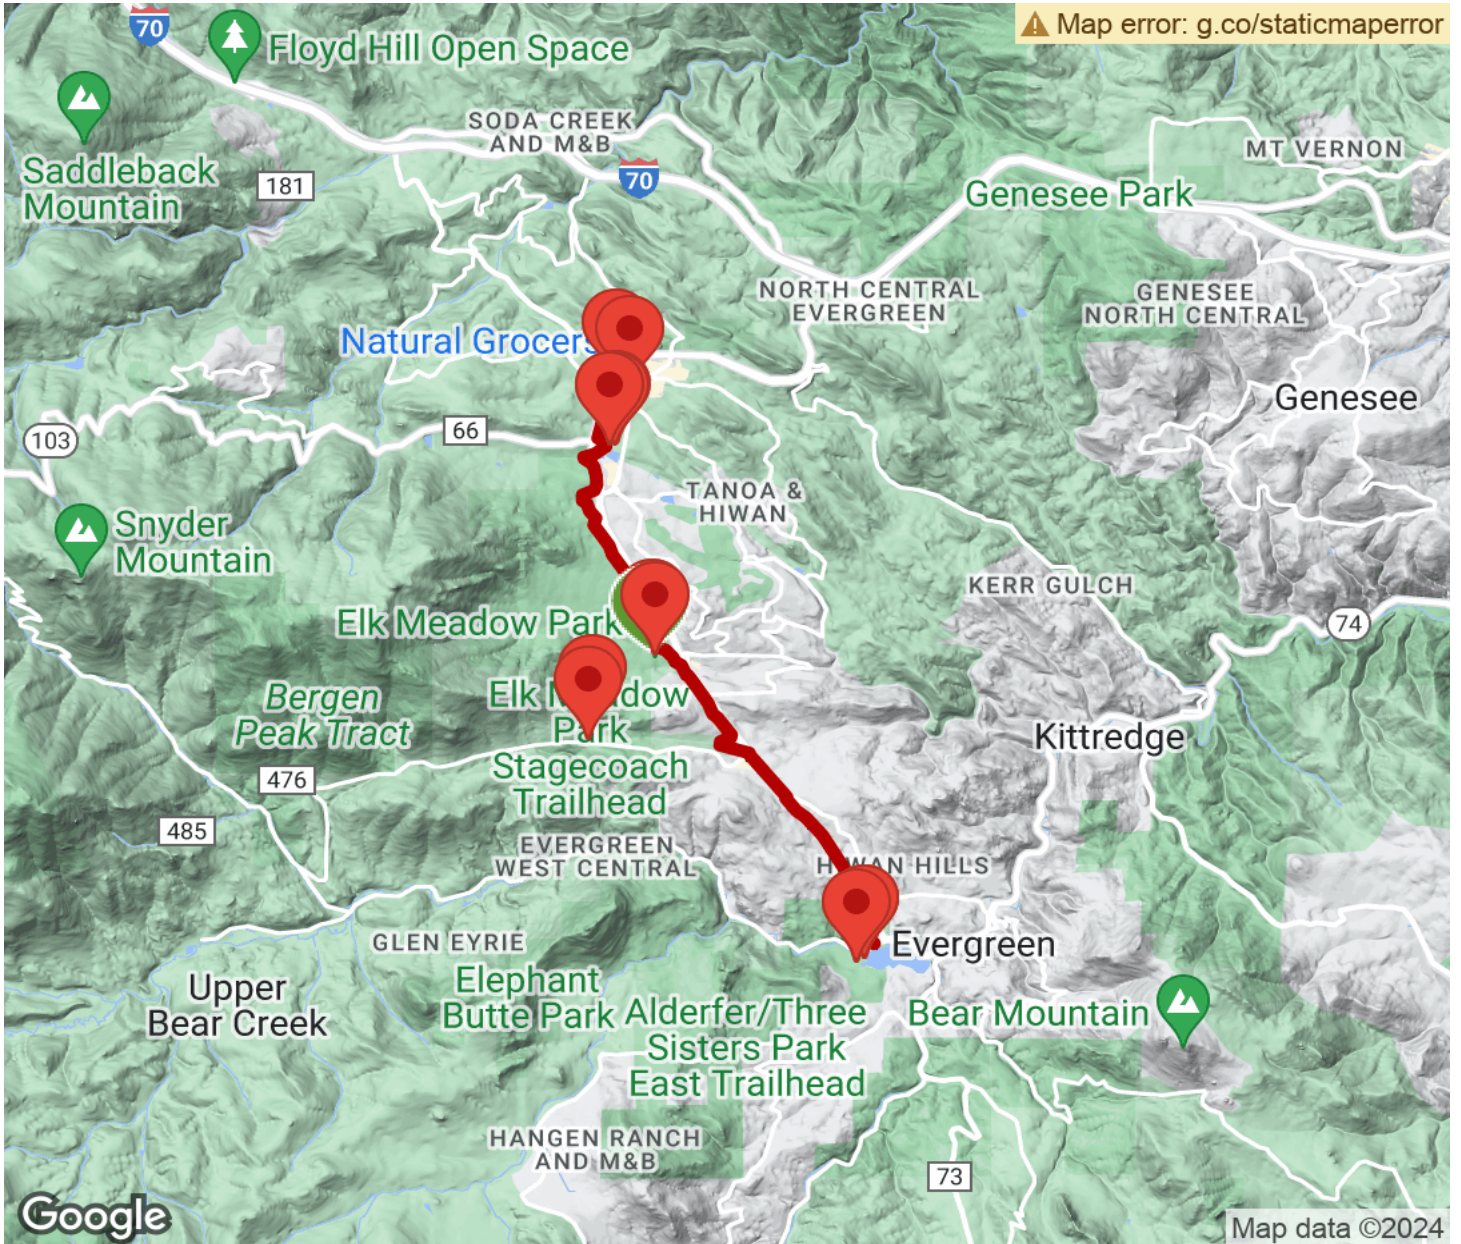 70
Floyd Hill Open Space
Map error: g.co/staticmaperror
SODA CREEK
AND M&B
MT VERNON
Saddleback
Mountain
181
70
Genesee Park
NORTH CENTRAL
EVERGREEN
GENESEE
NORTH CENTRAL
Natural Grocers
Genesee
103
66
TANOA &
HIWAN
Snyder
Mountain
KERR GULCH
Elk Meadow Park
74
Bergen
Peak Tract
Elk Meadow
Park
Stagecoach
Trailhead
Kittredge
476
485
EVERGREEN
WEST CENTRAL
HIWAN HILLS
GLEN EYRIE
Evergreen
Upper
Bear Creek
Elephant
Butte Park
Alderfer/Three
Sisters Park
East Trailhead
Bear Mountain
HANGEN RANCH
AND M&B
73
Google
Map data ©2024